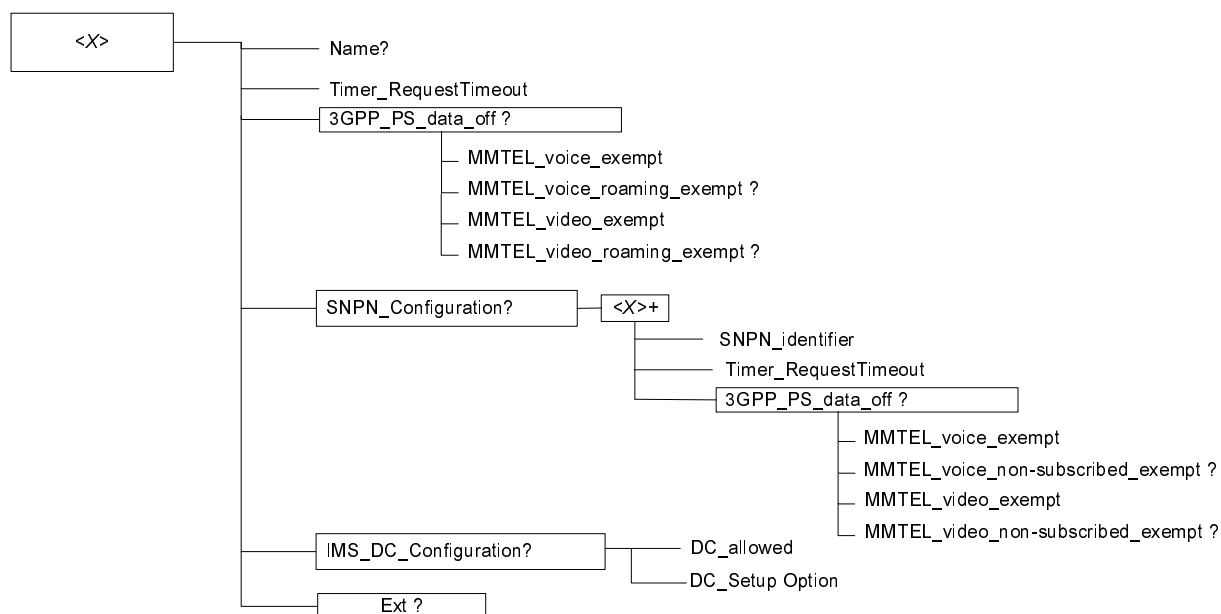 <X>
Name?
Timer_RequestTimeout
3GPP_PS_data_off ?
MMTEL_voice_exempt
MMTEL_voice_roaming_exempt ?
MMTEL_video_exempt
MMTEL_video_roaming_exempt ?
SNPN_Configuration?
<X>+
SNPN_identifier
Timer_RequestTimeout
3GPP_PS_data_off ?
MMTEL_voice_exempt
MMTEL_voice_non-subscribed_exempt ?
MMTEL_video_exempt
MMTEL_video_non-subscribed_exempt ?
IMS_DC_Configuration?
DC_allowed
DC_Setup Option
Ext ?